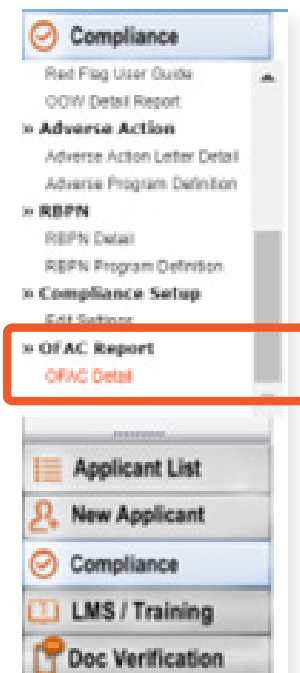 Compliance
Red Flag User Guide
OOW Detail Report
» Adverse Action
Adverse Action Letter Detail
Adverse Program Definition
» RBPN
RBPN Detail
RBPN Program Definition
» Compliance Setup
Edit Settings
» OFAC Report
OFAC Detail
Applicant List
New Applicant
Compliance
LMS / Training
Doc Verification